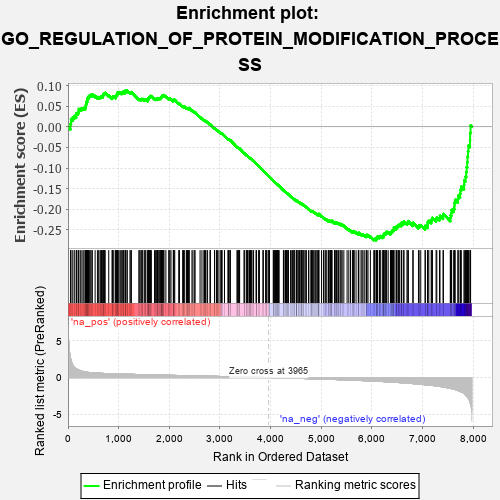 Enrichment plot:
GO_REGULATION_OF_PROTEIN_MODIFICATION_PROCE
SS
Enrichment score (ES)
0.10
0.05
0.00
-0.05
-0.10
-0.15
-0.20
-0.25
'na_pos' (positively correlated)
Ranked list metric (PreRanked)
5
0
-5
Zero cross at 3965
'na_neg' (negatively correlated)
0
1,000
2,000
3,000
4,000
5,000
6,000
7,000
8,000
Rank in Ordered Dataset
Enrichment profile
Hits
Ranking metric scores